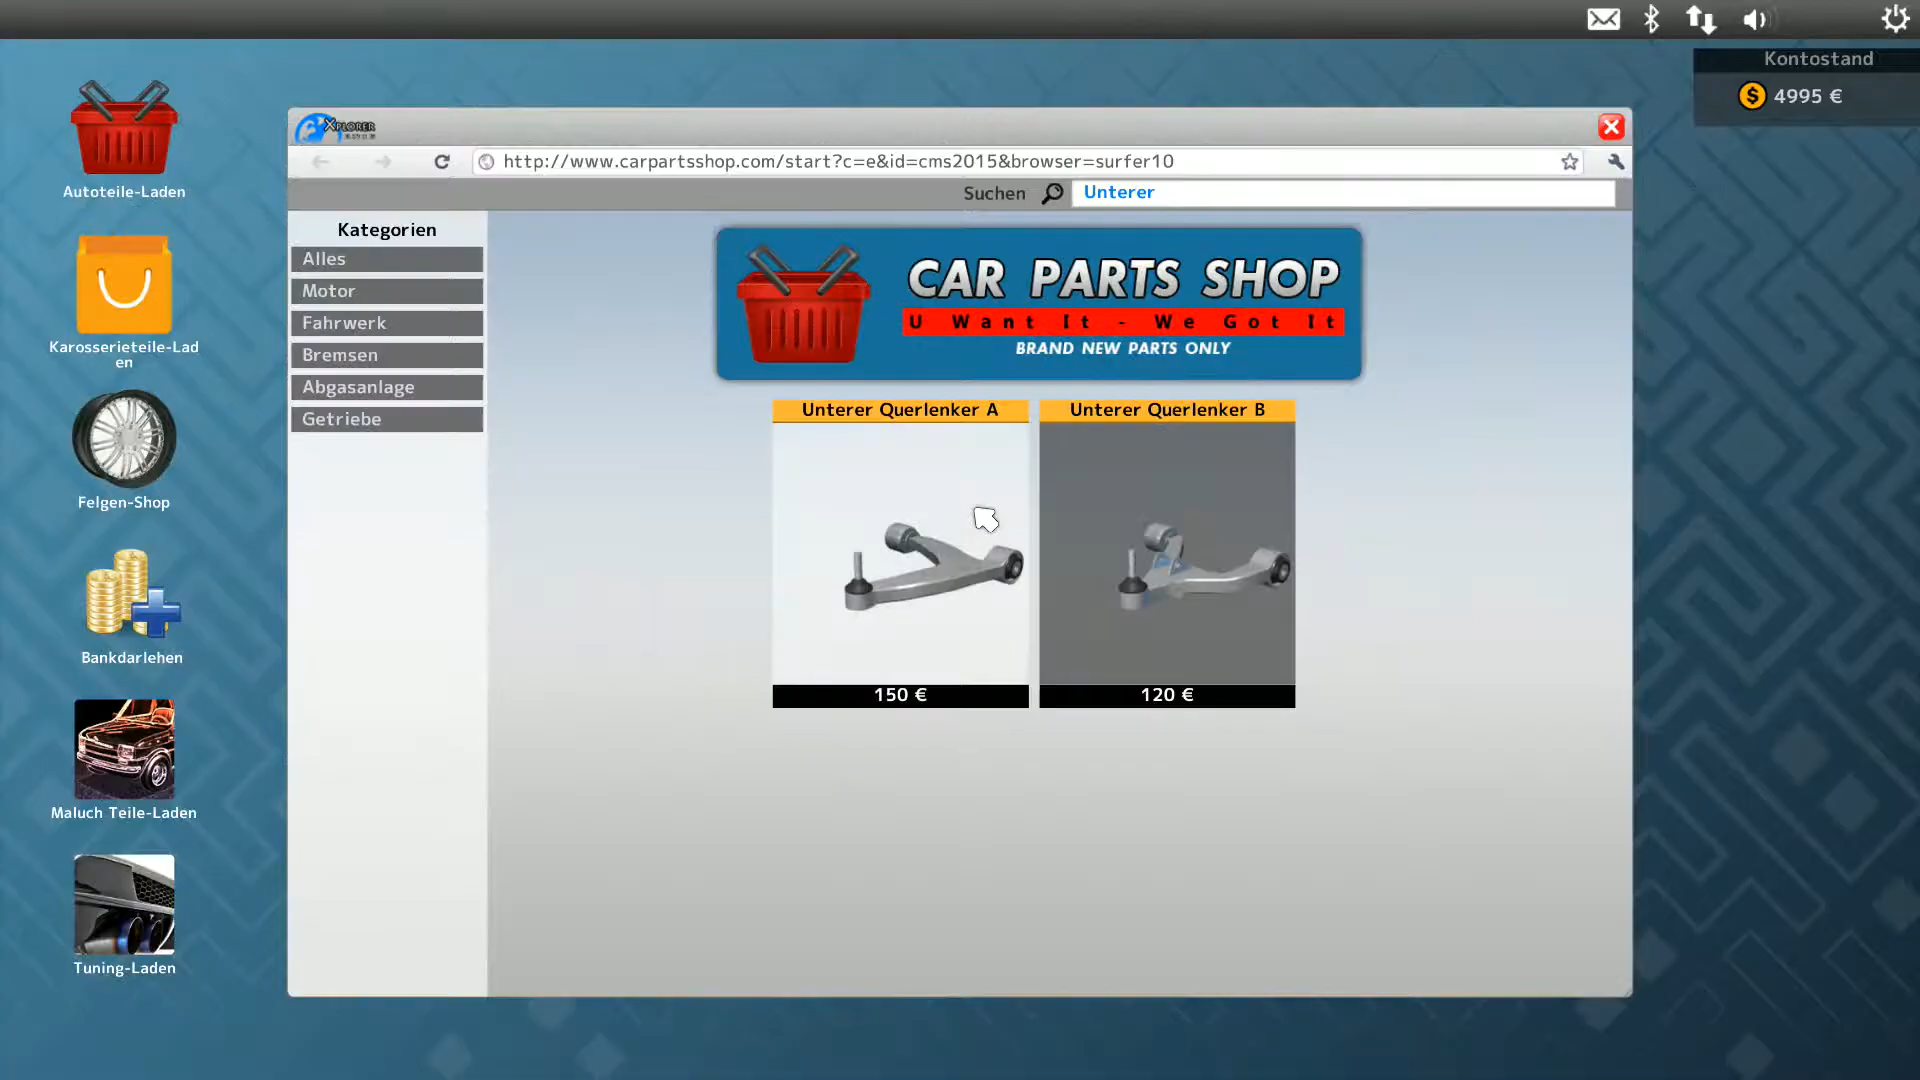 Kontostand
4995 €
Autoteile-Laden
Karosserieteile-Lad
en
Felgen-Shop
Bankdarlehen
Maluch Teile-Laden
Tuning-Laden
XPLORER
http://www.carpartsshop.com/start?c=e&id=cms2015&browser=surfer10
Suchen
Unterer
Kategorien
Alles
Motor
Fahrwerk
Bremsen
Abgasanlage
Getriebe
CAR PARTS SHOP
U Want It - We Got It
BRAND NEW PARTS ONLY
Unterer Querlenker A
150 €
Unterer Querlenker B
120 €